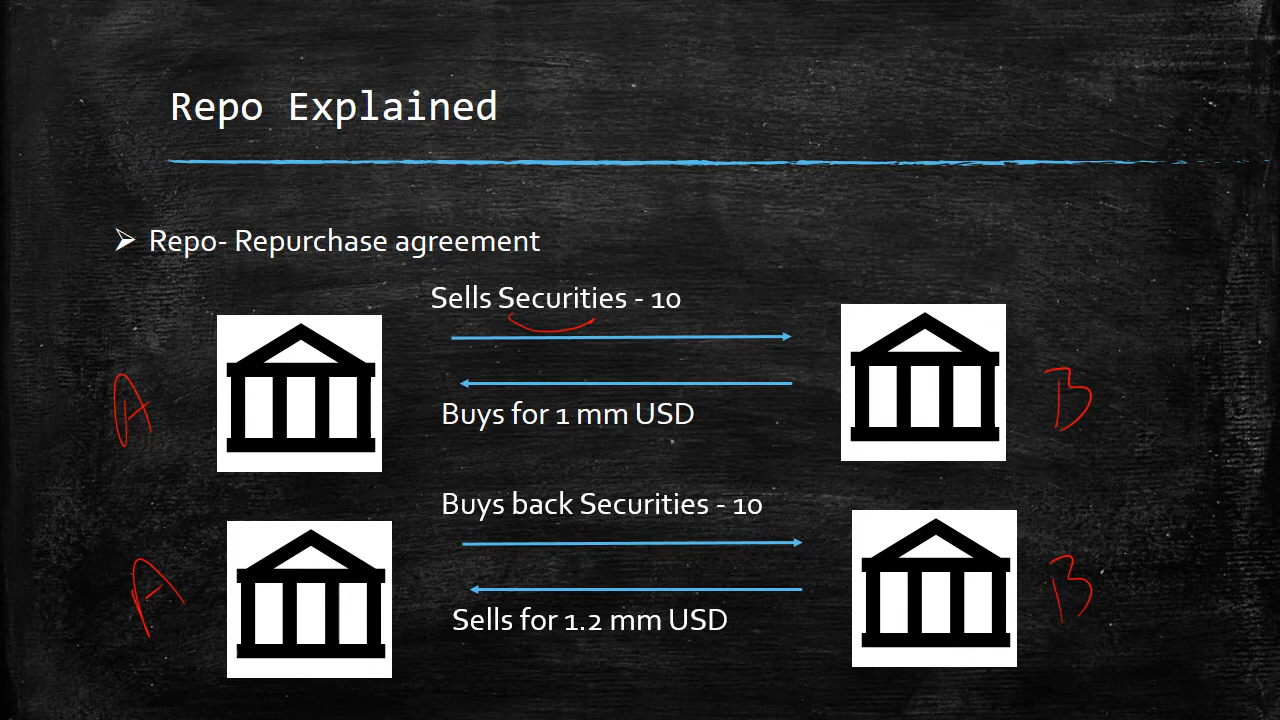 Repo Explained
Repo- Repurchase agreement
Sells Securities - 10
Buys for 1 mm USD
A
B
Buys back Securities - 10
Sells for 1.2 mm USD
A
B